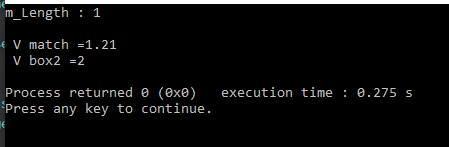 m_Length : 1
V match =1.21
V box2 =2
Process returned 0 (0x0)   execution time : 0.275 s
Press any key to continue.